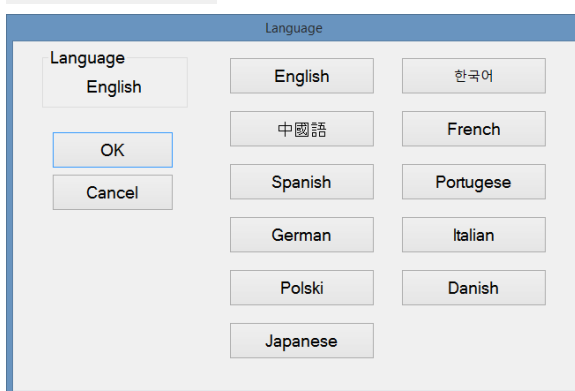 Language
Language
English
OK
Cancel
English
한국어
中國語
French
Spanish
Portugese
German
Italian
Polski
Danish
Japanese